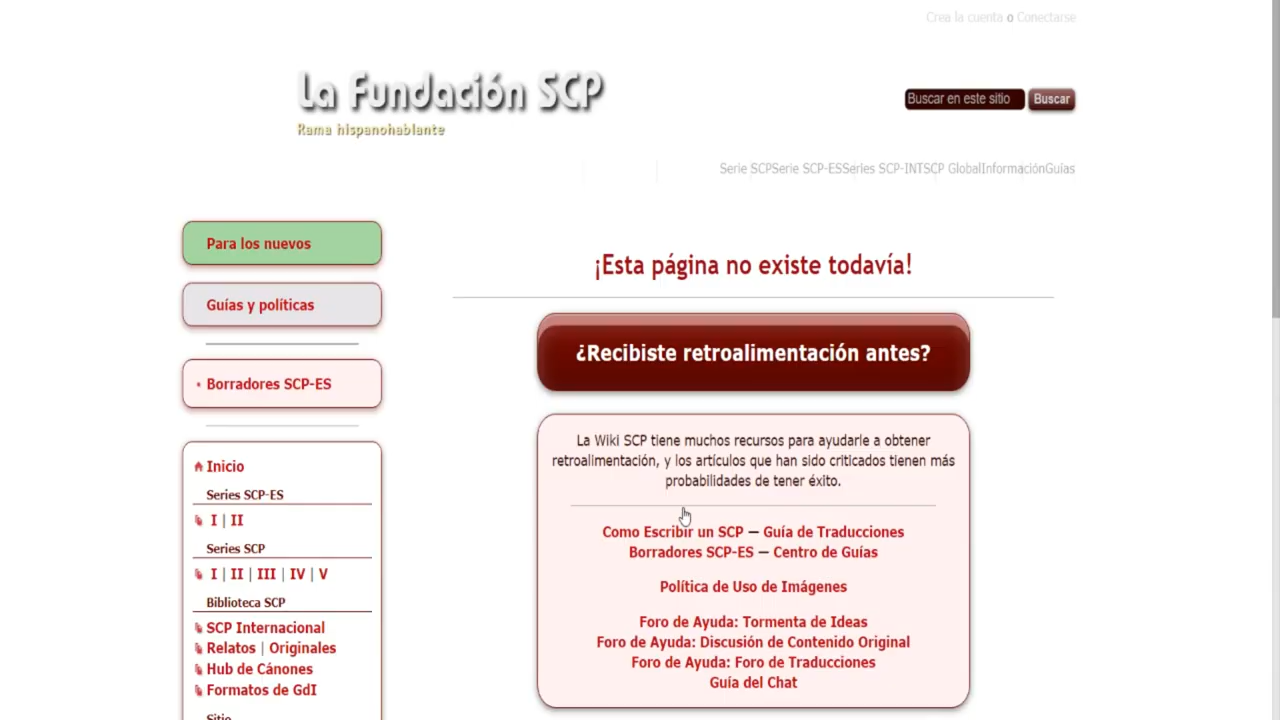 Crea la cuenta o Conectarse
La Fundación SCP
Rama hispanohablante
Buscar en este sitio Buscar
Serie SCPSerie SCP-ESSeries SCP-INTSCP GlobalInformaciónGuías
Para los nuevos
Guías y políticas
Borradores SCP-ES
Inicio
Series SCP-ES
I | II
Series SCP
I | II | III | IV | V
Biblioteca SCP
SCP Internacional
Relatos | Originales
Hub de Cánones
Formatos de GdI
Sitio
¡Esta página no existe todavía!
¿Recibiste retroalimentación antes?
La Wiki SCP tiene muchos recursos para ayudarle a obtener
retroalimentación, y los artículos que han sido criticados tienen más
probabilidades de tener éxito.
Como Escribir un SCP — Guía de Traducciones
Borradores SCP-ES — Centro de Guías
Política de Uso de Imágenes
Foro de Ayuda: Tormenta de Ideas
Foro de Ayuda: Discusión de Contenido Original
Foro de Ayuda: Foro de Traducciones
Guía del Chat